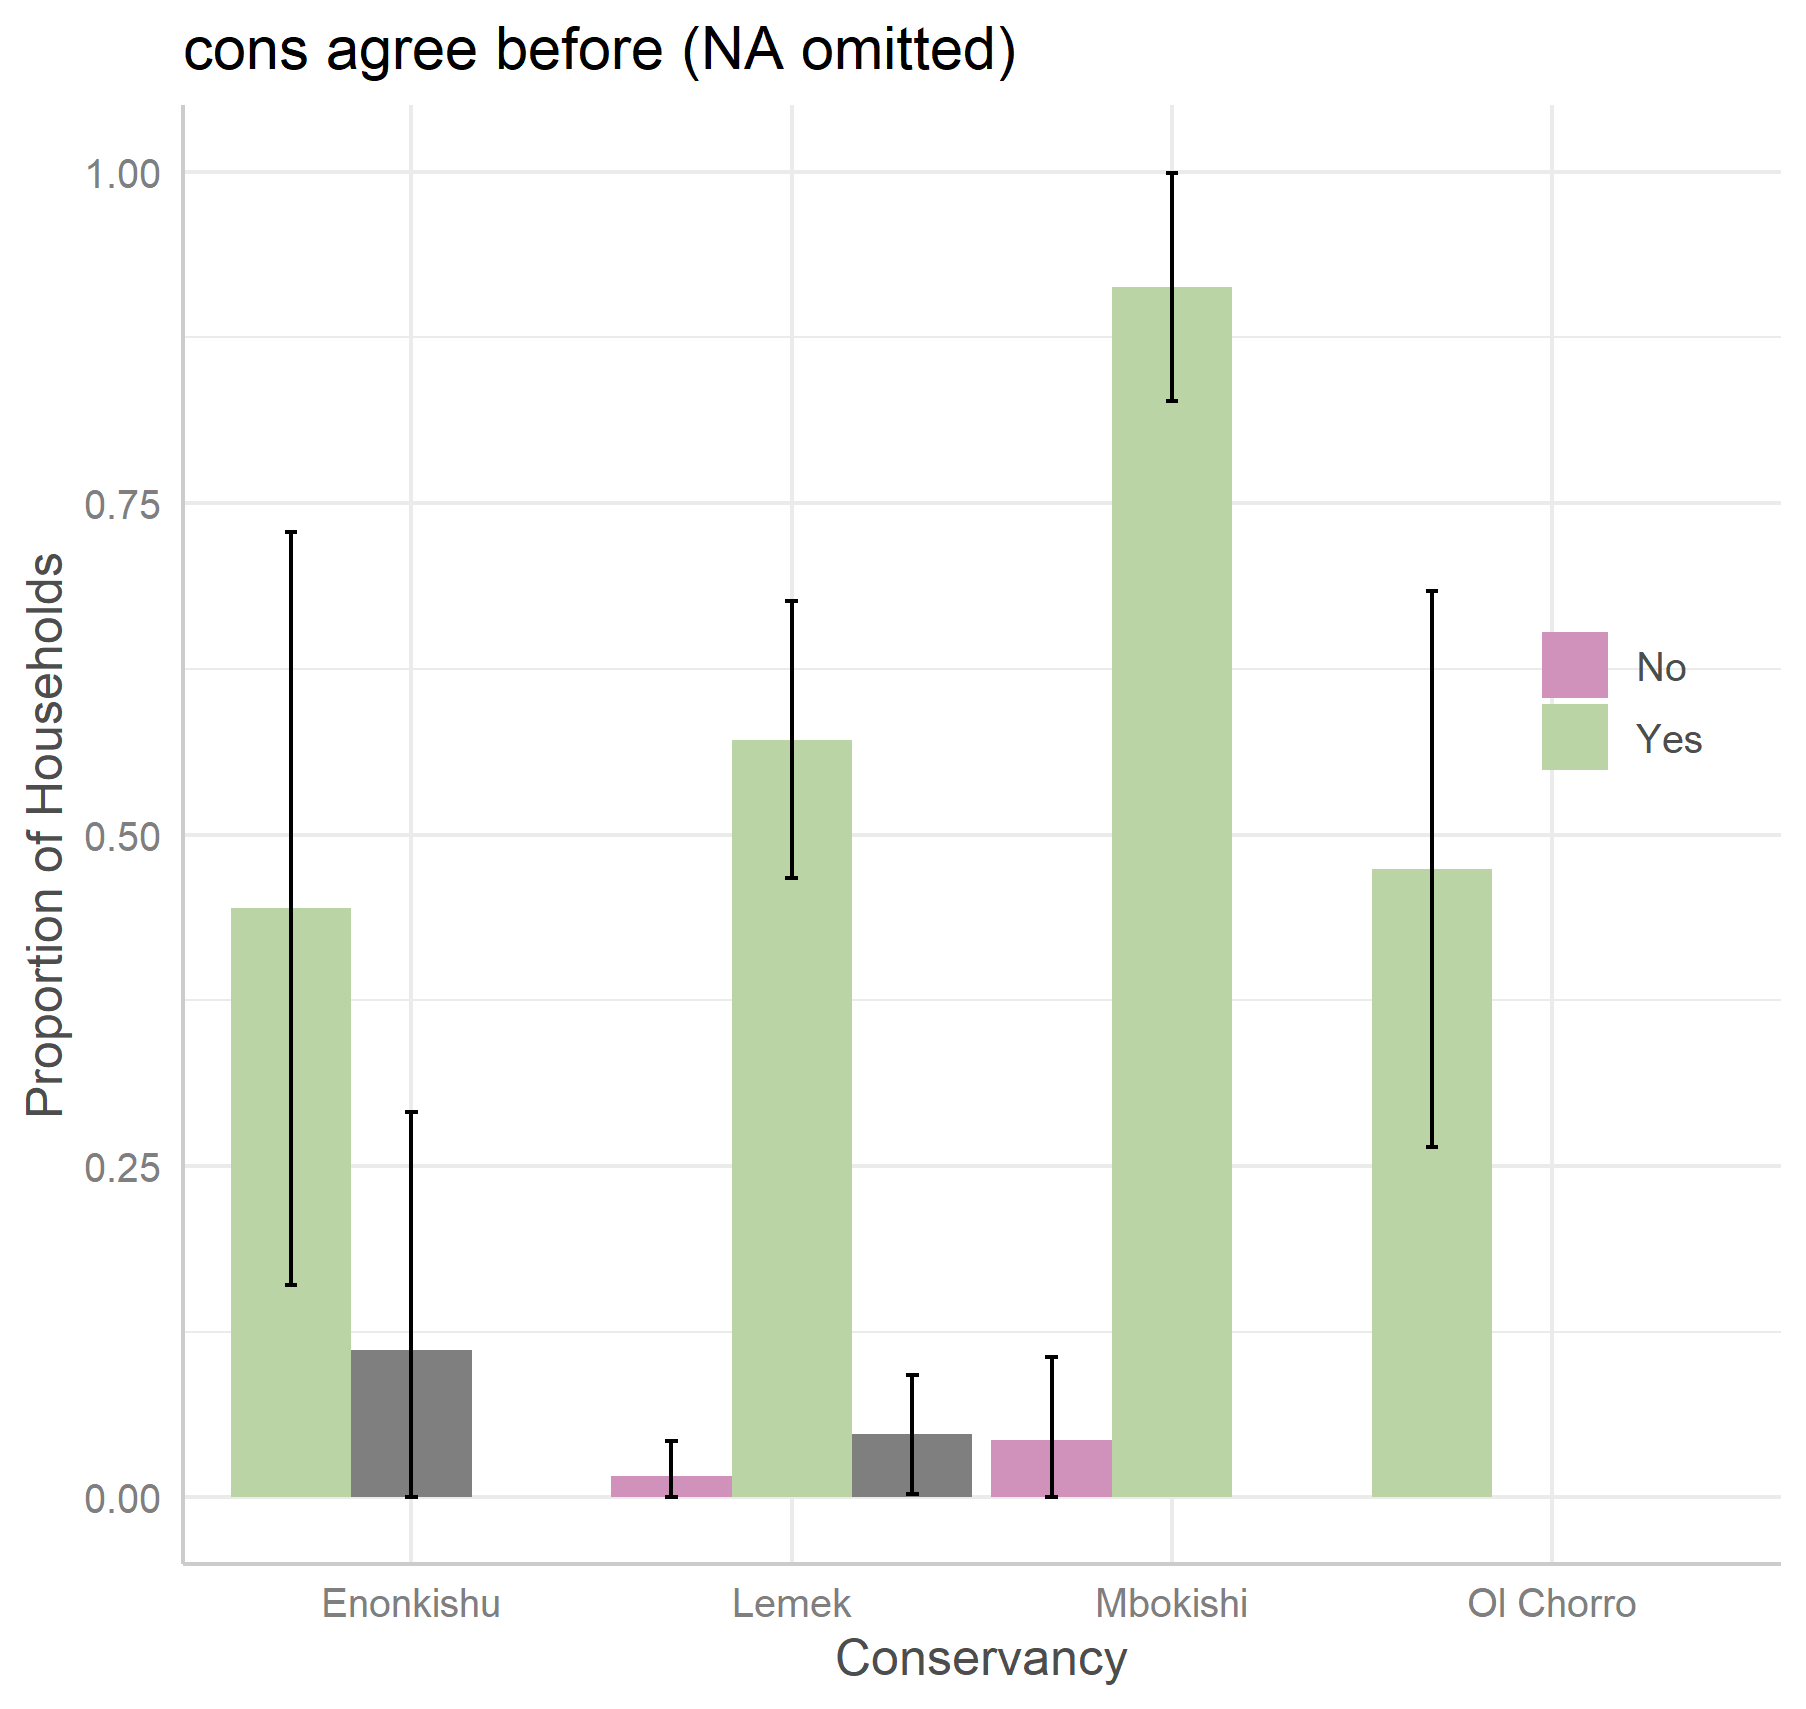 cons agree before (NA omitted)
Proportion of Households
1.00
0.75
0.50
0.25
0.00
No
Yes
Enonkishu
Lemek
Mbokishi
Ol Chorro
Conservancy